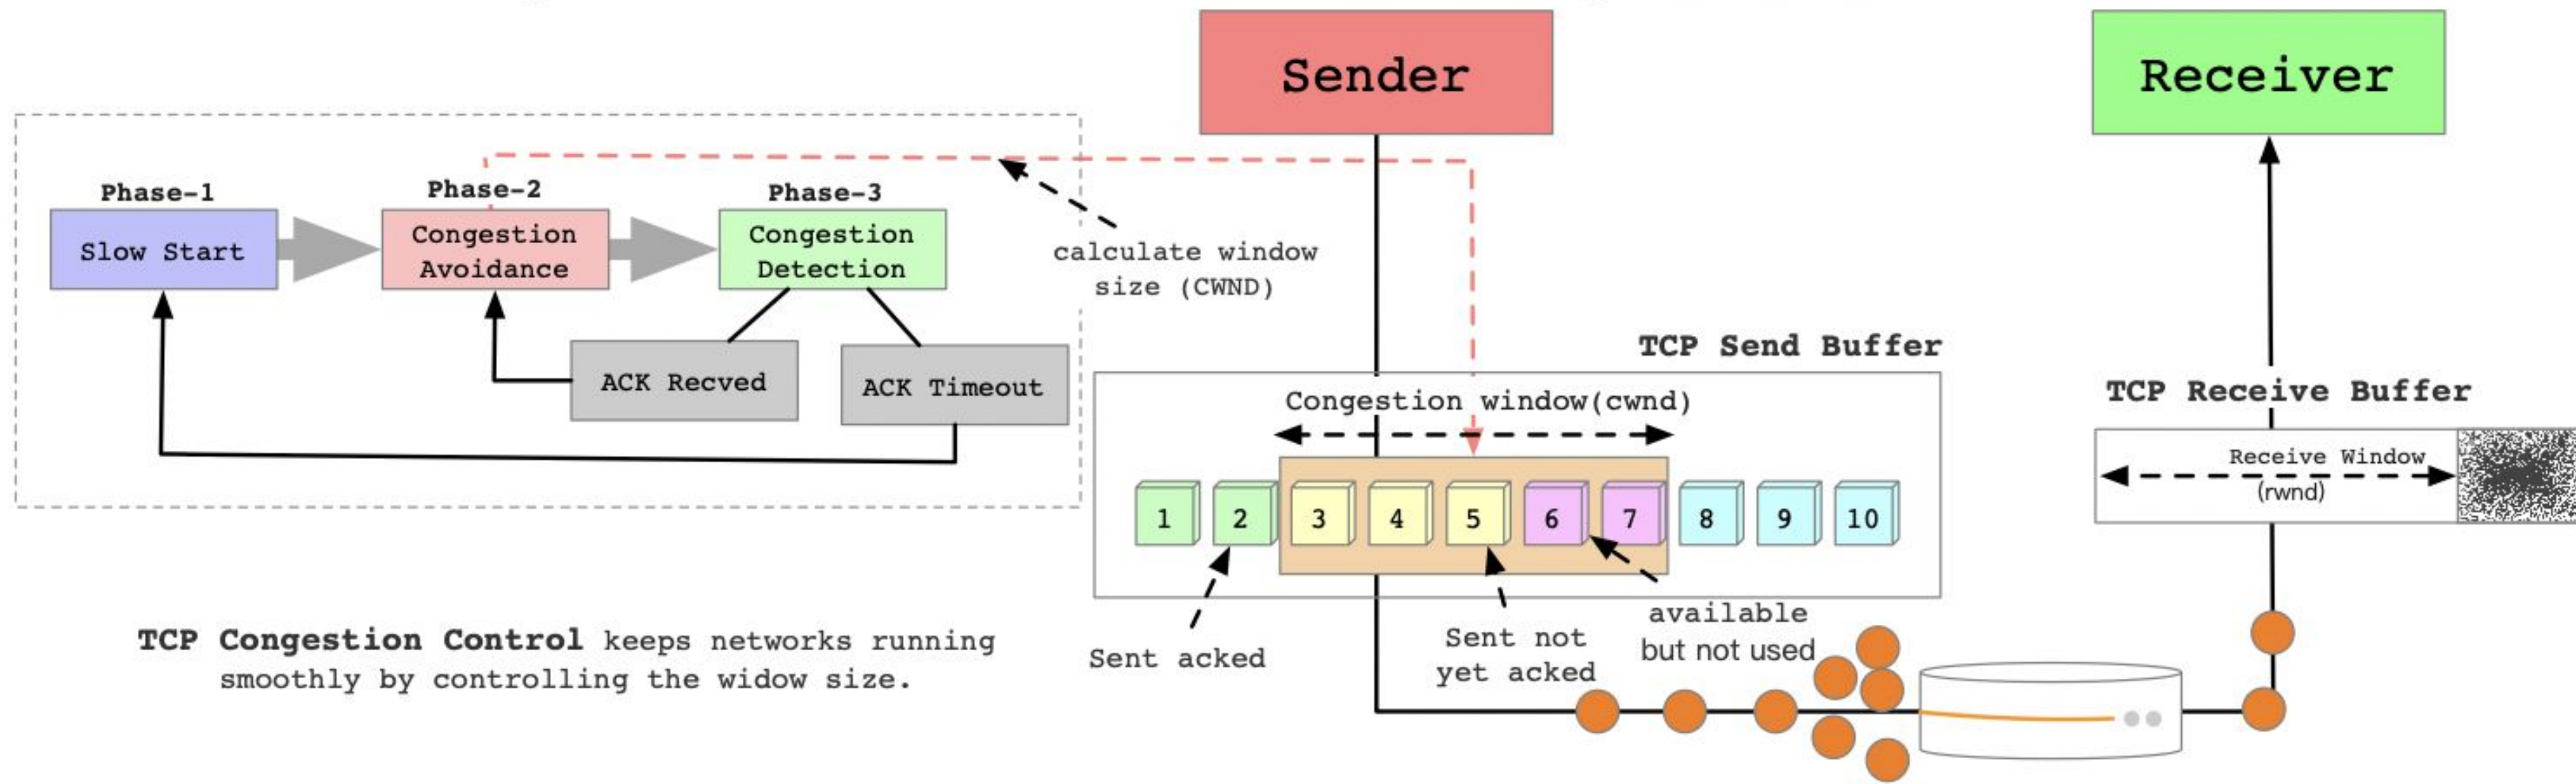 Sender
Receiver
Phase-1
Phase-2
Phase-3
Slow Start
Congestion
Avoidance
Congestion
Detection
calculate window
size (CWND)
ACK Recved
ACK Timeout
TCP Send Buffer
Congestion window(cwnd)
1 2 3 4 5 6 7 8 9 10
Sent acked
Sent not
yet acked
available
but not used
TCP Receive Buffer
Receive Window
(rwnd)
TCP Congestion Control keeps networks running
smoothly by controlling the widow size.